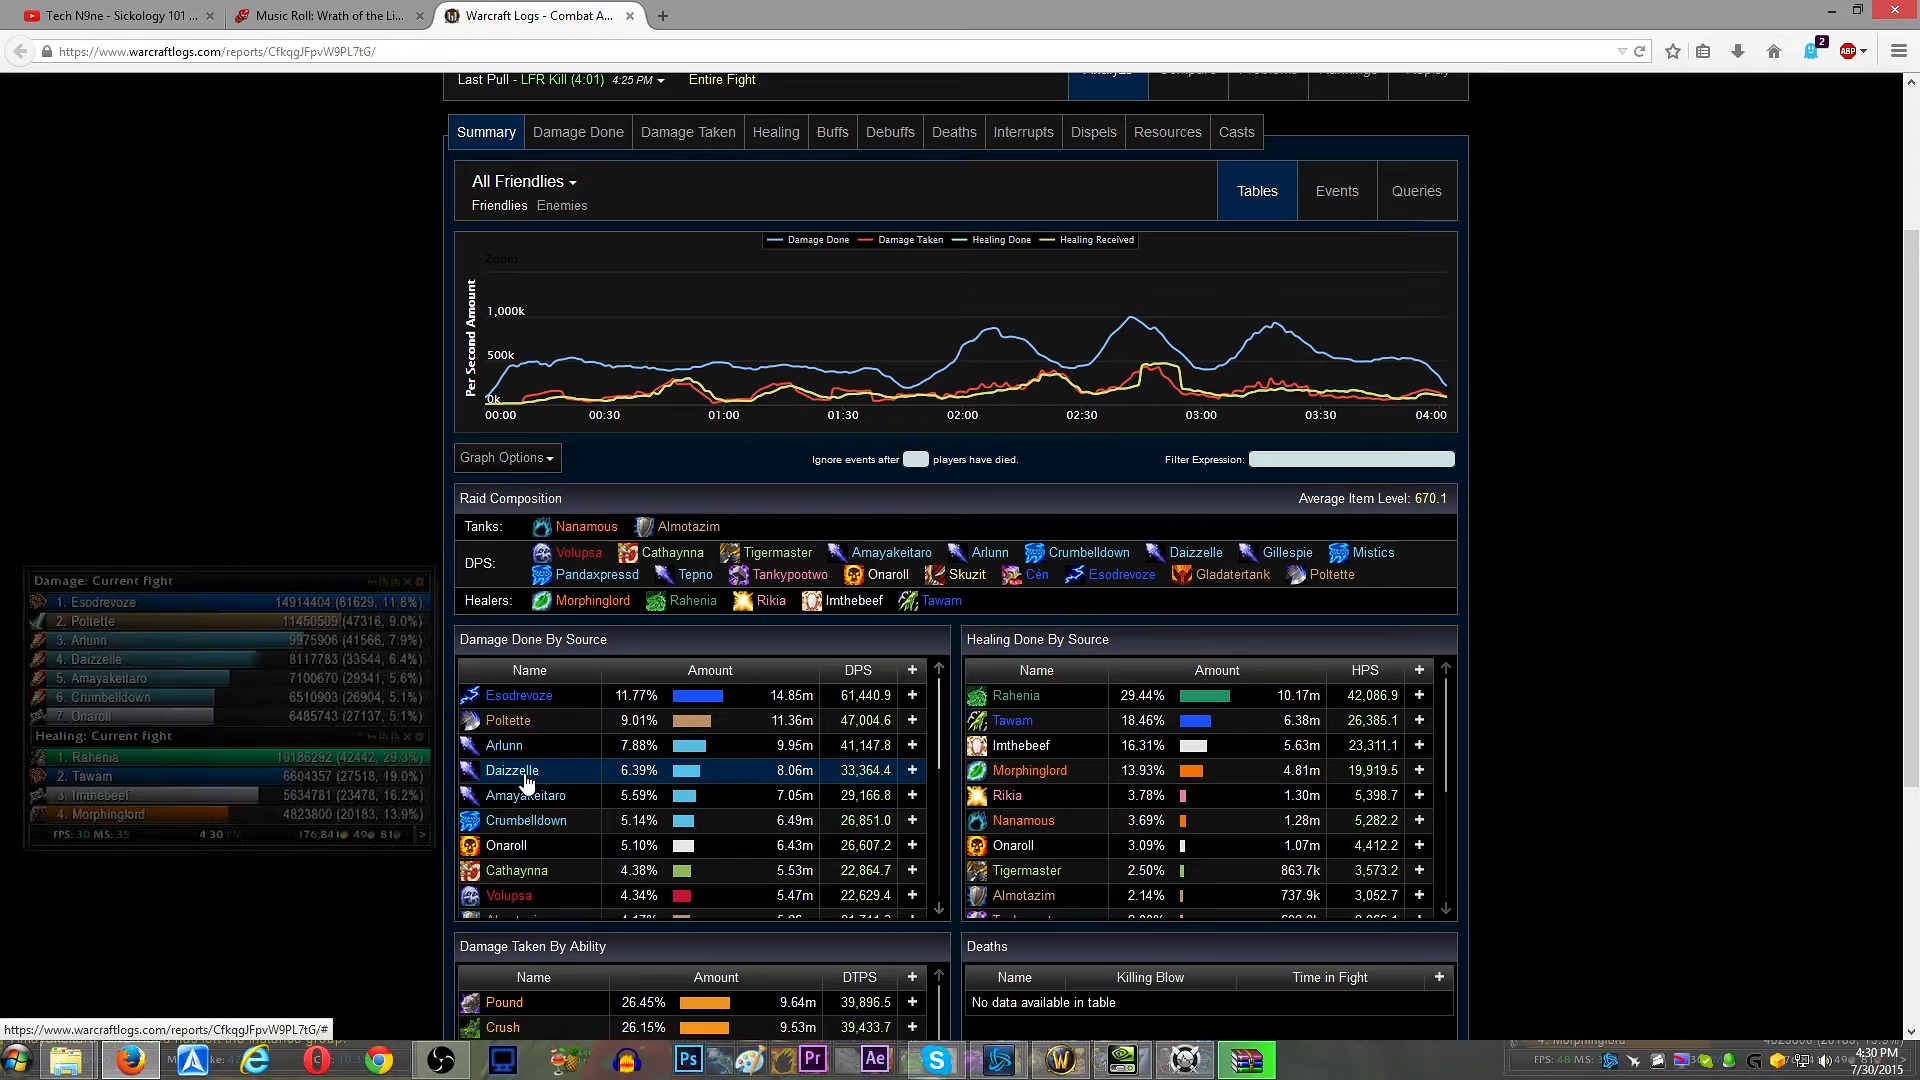 Tech N9ne - Sickology 101 ...
Music Roll: Wrath of the Li...
Warcraft Logs - Combat A...
https://www.warcraftlogs.com/reports/CfkqgJFpvW9PL7tG/
2
ABP
Last Pull - LFR Kill (4:01) 4:25 PM
Entire Fight
Summary Damage Done Damage Taken Healing Buffs Debuffs Deaths Interrupts Dispels Resources Casts
All Friendlies
Friendlies Enemies
Tables Events Queries
Damage Done Damage Taken Healing Done Healing Received
Zoom
Per Second Amount
1,000k
500k
0k
00:00 00:30 01:00 01:30 02:00 02:30 03:00 03:30 04:00
Graph Options
Ignore events after players have died.
Filter Expression:
Raid Composition
Average Item Level: 670.1
Tanks: Nanamous Almotazim
DPS:
Volupsa Cathaynna Tigermaster Amayakeitaro Arlunn Crumbelldown Daizzelle Gillespie Mistics
Pandaxpressd Tepno Tankypootwo Onaroll Skuzit Cèn Esodrevoze Gladatertank Poltette
Healers: Morphinglord Rahenia Rikia Imthebeef Tawam
Damage Done By Source
Name Amount DPS +
Esodrevoze 11.77% 14.85m 61,440.9 +
Poltette 9.01% 11.36m 47,004.6 +
Arlunn 7.88% 9.95m 41,147.8 +
Daizzelle 6.39% 8.06m 33,364.4 +
Amayakeitaro 5.59% 7.05m 29,166.8 +
Crumbelldown 5.14% 6.49m 26,851.0 +
Onaroll 5.10% 6.43m 26,607.2 +
Cathaynna 4.38% 5.53m 22,864.7 +
Volupsa 4.34% 5.47m 22,629.4 +
Healing Done By Source
Name Amount HPS +
Rahenia 29.44% 10.17m 42,086.9 +
Tawam 18.46% 6.38m 26,385.1 +
Imthebeef 16.31% 5.63m 23,311.1 +
Morphinglord 13.93% 4.81m 19,919.5 +
Rikia 3.78% 1.30m 5,398.7 +
Nanamous 3.69% 1.28m 5,282.2 +
Onaroll 3.09% 1.07m 4,412.2 +
Tigermaster 2.50% 863.7k 3,573.2 +
Almotazim 2.14% 737.9k 3,052.7 +
Damage Taken By Ability
Name Amount DTPS +
Pound 26.45% 9.64m 39,896.5 +
Crush 26.15% 9.53m 39,433.7 +
Deaths
Name Killing Blow Time in Fight +
No data available in table
Damage: Current fight
1. Esodrevoze 14914404 (61629, 11.8%)
2. Poltette 11450509 (47316, 9.0%)
3. Arlunn 9975906 (41566, 7.9%)
4. Daizzelle 8117783 (33544, 6.4%)
5. Amayakeitaro 7100670 (29341, 5.6%)
6. Crumbelldown 6510903 (26904, 5.1%)
7. Onaroll 6485743 (27137, 5.1%)
Healing: Current fight
1. Rahenia 10186292 (42442, 29.3%)
2. Tawam 6604357 (27518, 19.0%)
3. Imthebeef 5634781 (23478, 16.2%)
4. Morphinglord 4823800 (20183, 13.9%)
FPS: 30 MS: 35 4:30 PM
https://www.warcraftlogs.com/reports/CfkqgJFpvW9PL7tG/#
Ps
Pr
Ae
4:30 PM
7/30/2015